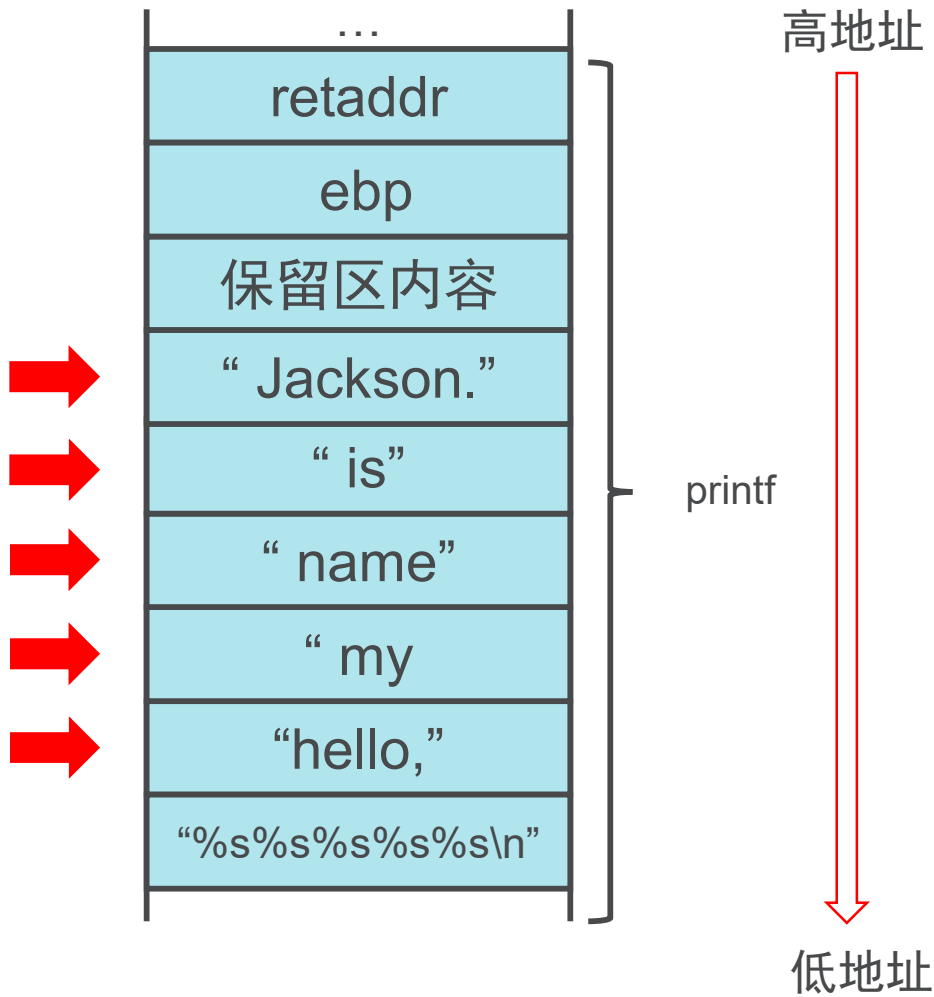 ...
高地址
retaddr
ebp
保留区内容
“ Jackson.”
“ is”
printf
“ name”
“ my
“hello,”
“%s%s%s%s%s\n”
低地址